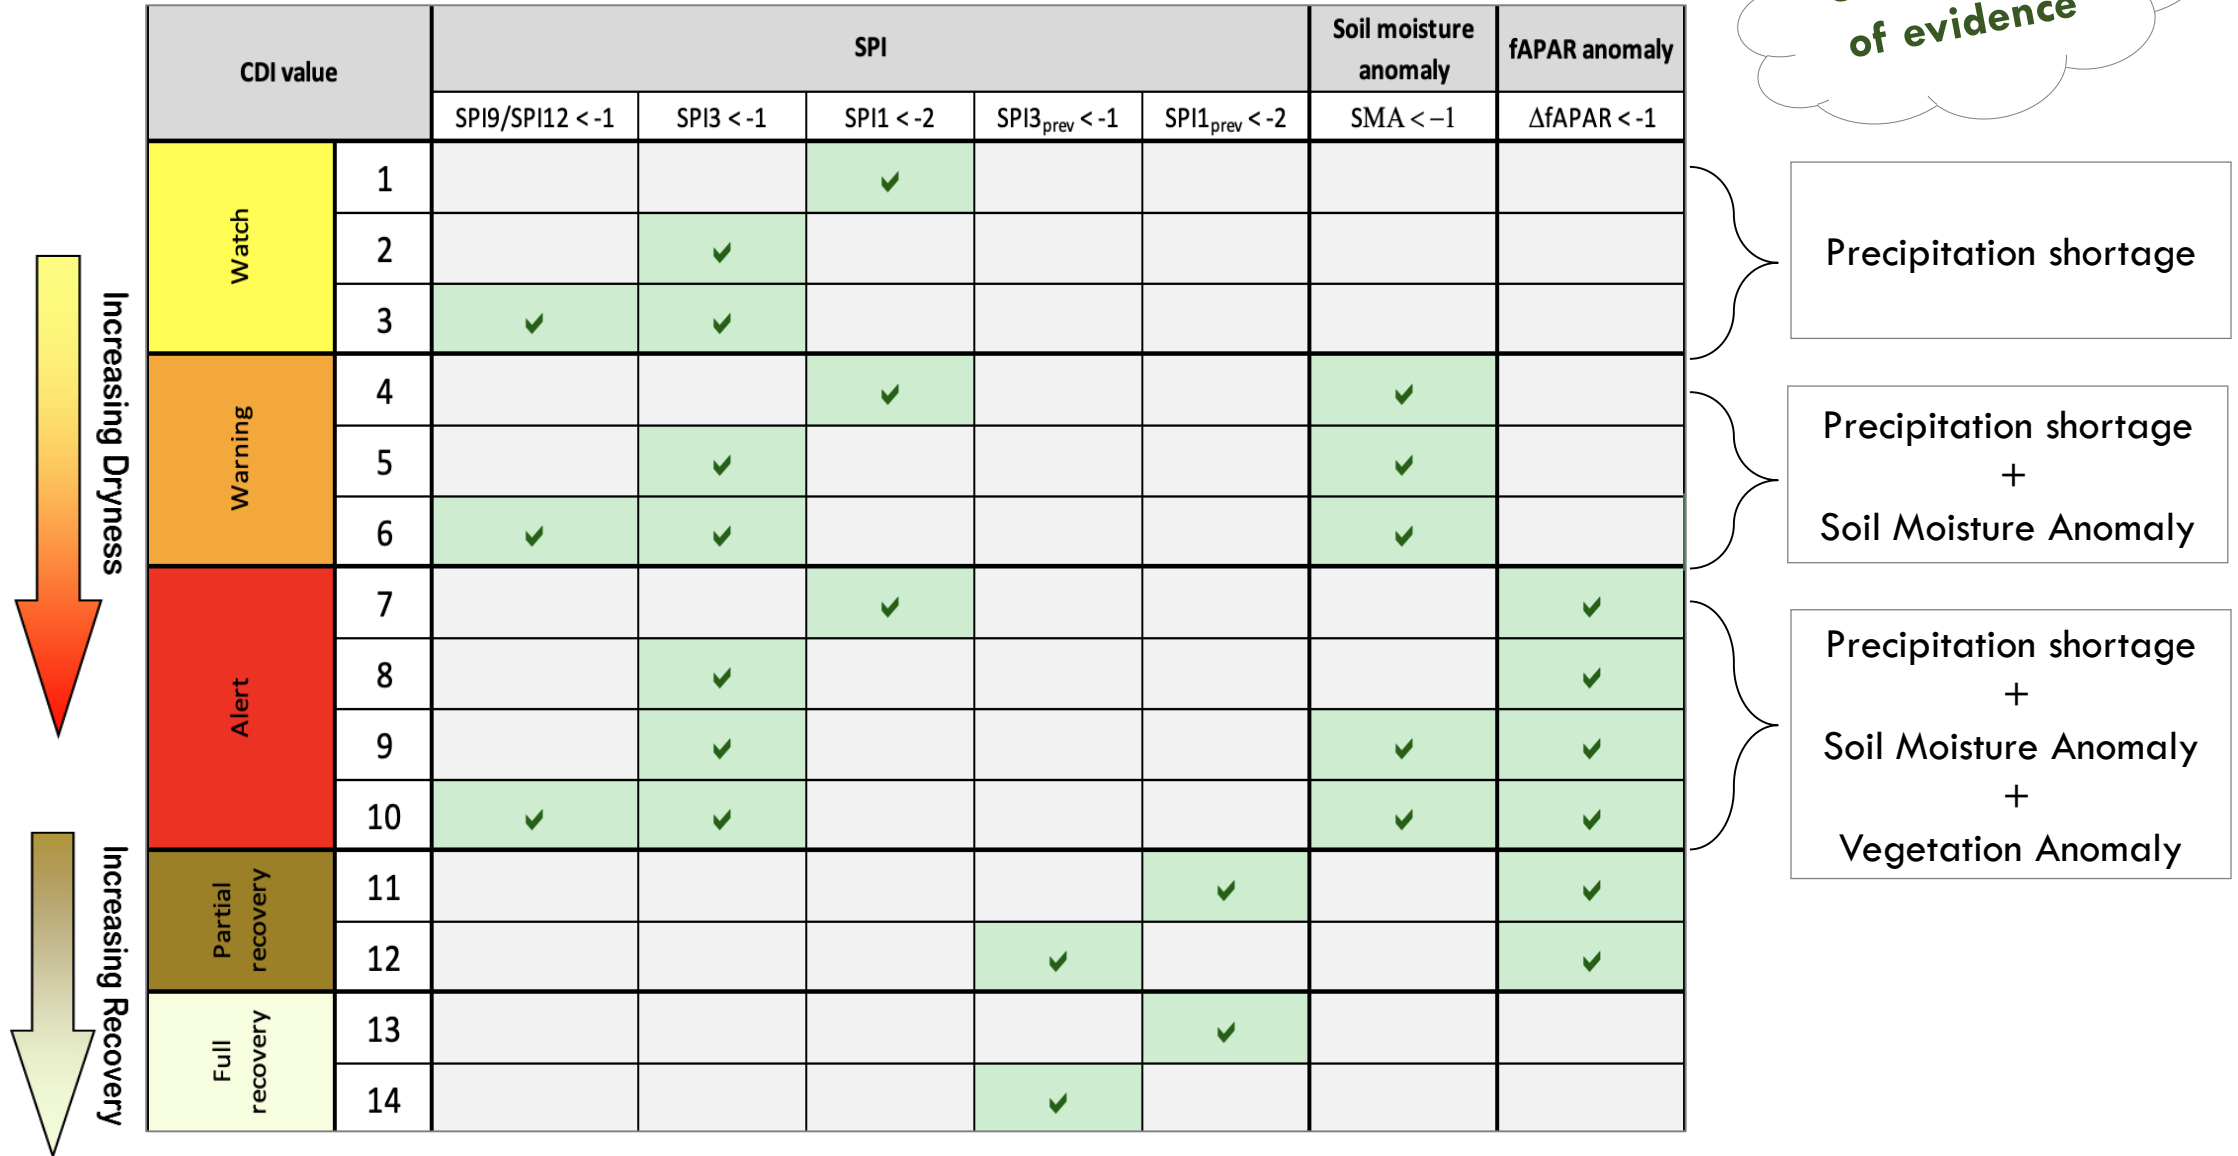 of evidence
CDI value
SPI
Soil moisture
anomaly
fAPAR anomaly
SPI9/SPI12 < -1
SPI3 < -1
SPI1 < -2
SPI3prev < -1
SPI1prev < -2
SMA < −1
ΔfAPAR < -1
Increasing Dryness
Watch
1
✔
2
✔
3
✔ ✔
Precipitation shortage
Warning
4
✔ ✔
5
✔ ✔
6
✔ ✔ ✔
Precipitation shortage
+
Soil Moisture Anomaly
Alert
7
✔ ✔
8
✔ ✔
9
✔ ✔ ✔
10
✔ ✔ ✔ ✔
Precipitation shortage
+
Soil Moisture Anomaly
+
Vegetation Anomaly
Increasing Recovery
Partial
recovery
11
✔ ✔
12
✔ ✔
Full
recovery
13
✔
14
✔